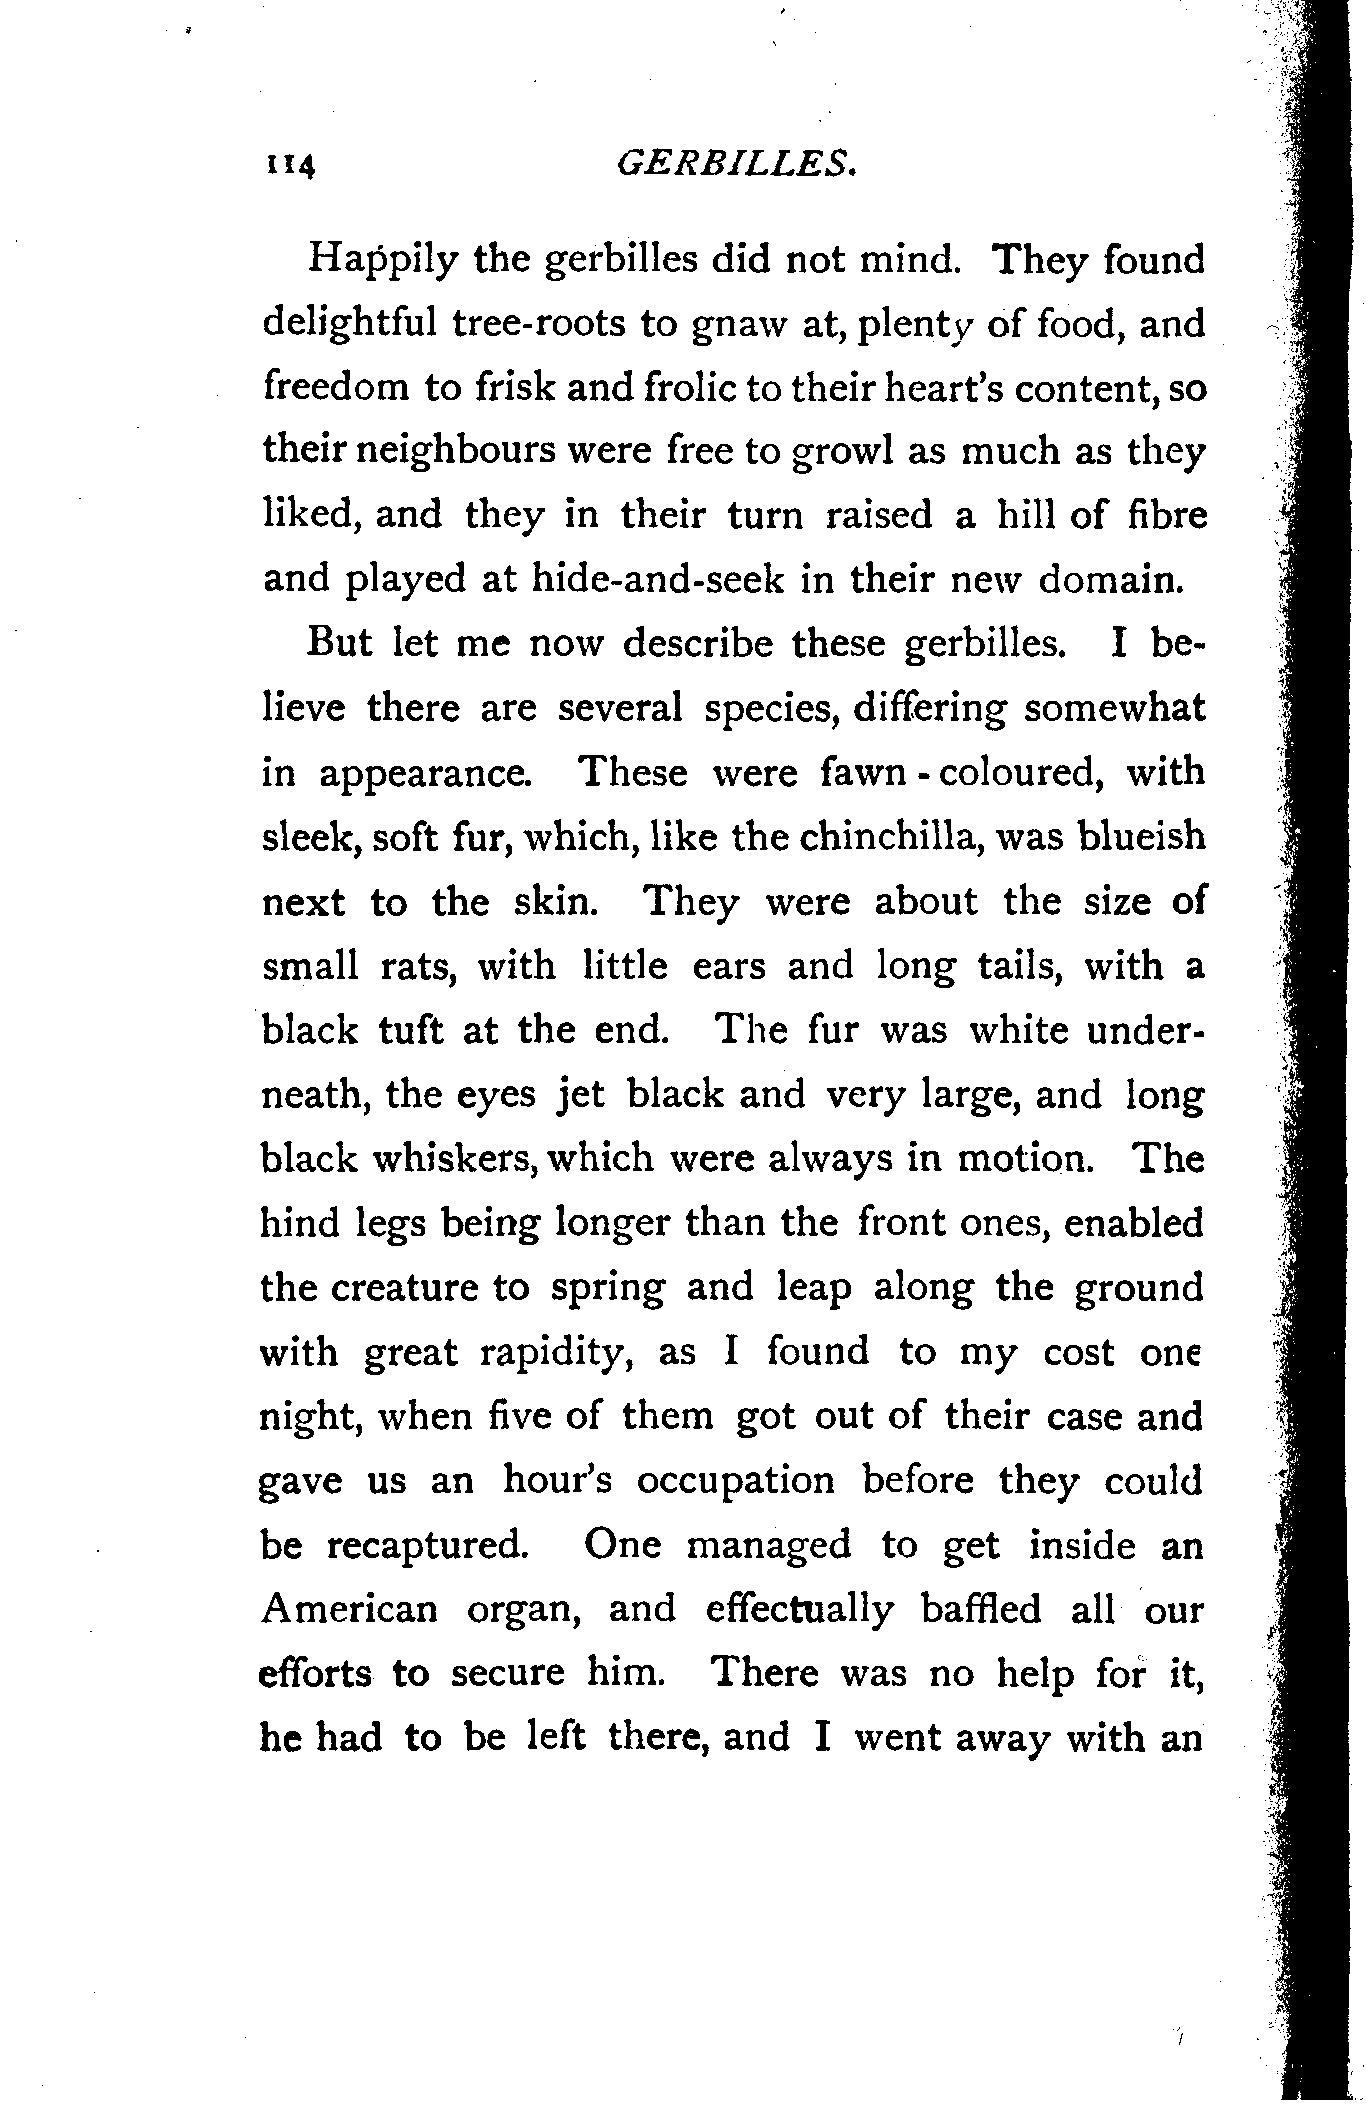 114 GERBILLES.
Happily the gerbilles did not mind. They found
delightful tree-roots to gnaw at, plenty of food, and
freedom to frisk and frolic to their heart's content, so
their neighbours were free to growl as much as they
liked, and they in their turn raised a hill of fibre
and played at hide-and-seek in their new domain.
But let me now describe these gerbilles. I be-
lieve there are several species, differing somewhat
in appearance. These were fawn-coloured, with
sleek, soft fur, which, like the chinchilla, was blueish
next to the skin. They were about the size of
small rats, with little ears and long tails, with a
black tuft at the end. The fur was white under-
neath, the eyes jet black and very large, and long
black whiskers, which were always in motion. The
hind legs being longer than the front ones, enabled
the creature to spring and leap along the ground
with great rapidity, as I found to my cost one
night, when five of them got out of their case and
gave us an hour's occupation before they could
be recaptured. One managed to get inside an
American organ, and effectually baffled all our
efforts to secure him. There was no help for it,
he had to be left there, and I went away with an